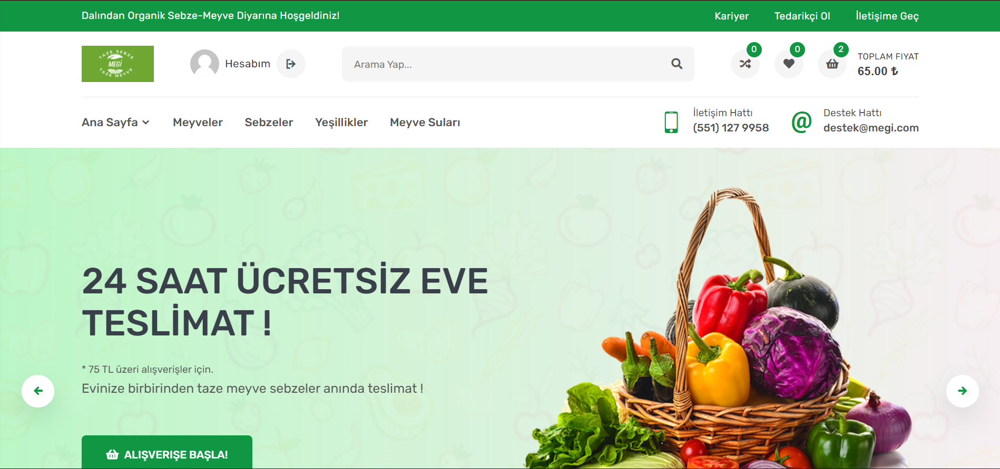 Dalından Organik Sebze-Meyve Diyarına Hoşgeldiniz!
Kariyer
Tedarikçi Ol
İletişime Geç
TAZE SEBZE
MEGİ
TAZE MEYVE
Hesabım
Arama Yap...
0
0
2
TOPLAM FIYAT
65.00 ₺
Ana Sayfa
Meyveler
Sebzeler
Yeşillikler
Meyve Suları
İletişim Hattı
(551) 127 9958
Destek Hattı
destek@megi.com
24 SAAT ÜCRETSİZ EVE
TESLİMAT !
* 75 TL üzeri alışverişler için.
Evinize birbirinden taze meyve sebzeler anında teslimat !
ALIŞVERIŞE BAŞLA!